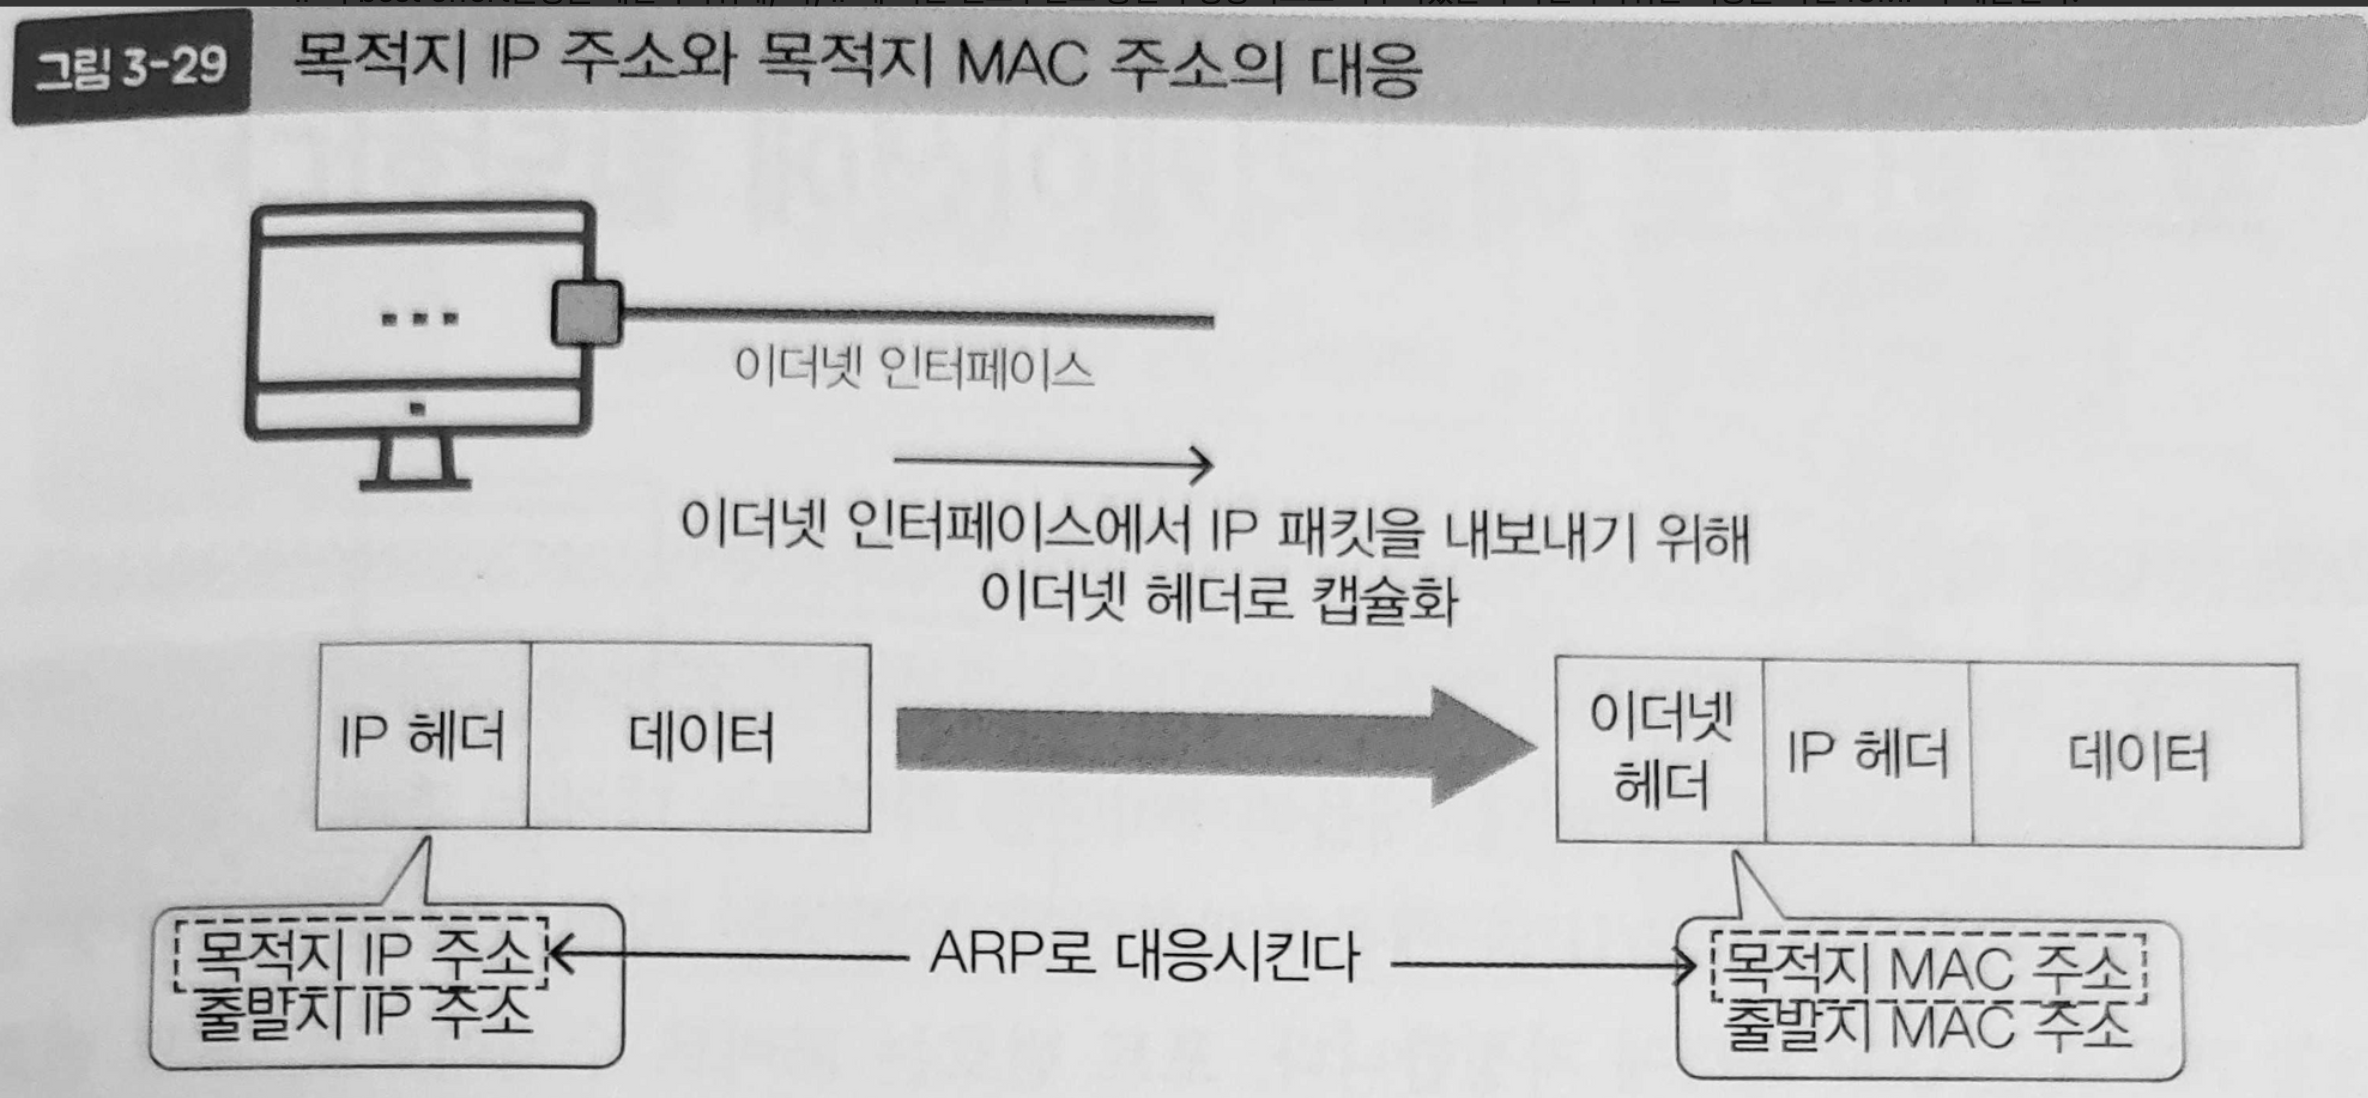 그림 3-29
목적지 IP 주소와 목적지 MAC 주소의 대응
이더넷 인터페이스
이더넷 인터페이스에서 IP 패킷을 내보내기 위해
이더넷 헤더로 캡슐화
IP 헤더
데이터
이더넷
헤더
IP 헤더
데이터
목적지 IP 주소
출발지 IP 주소
ARP로 대응시킨다
목적지 MAC 주소
출발지 MAC 주소